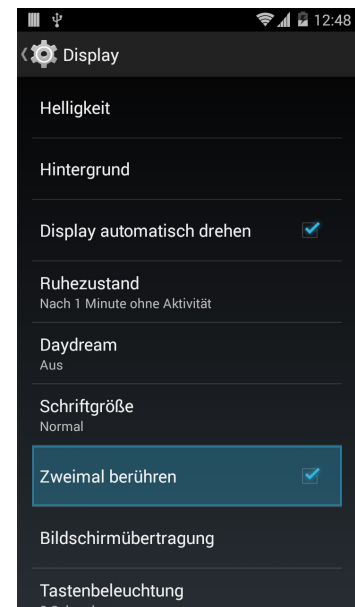 12:48
Display
Helligkeit
Hintergrund
Display automatisch drehen
Ruhezustand
Nach 1 Minute ohne Aktivität
Daydream
Aus
Schriftgröße
Normal
Zweimal berühren
Bildschirmübertragung
Tastenbeleuchtung